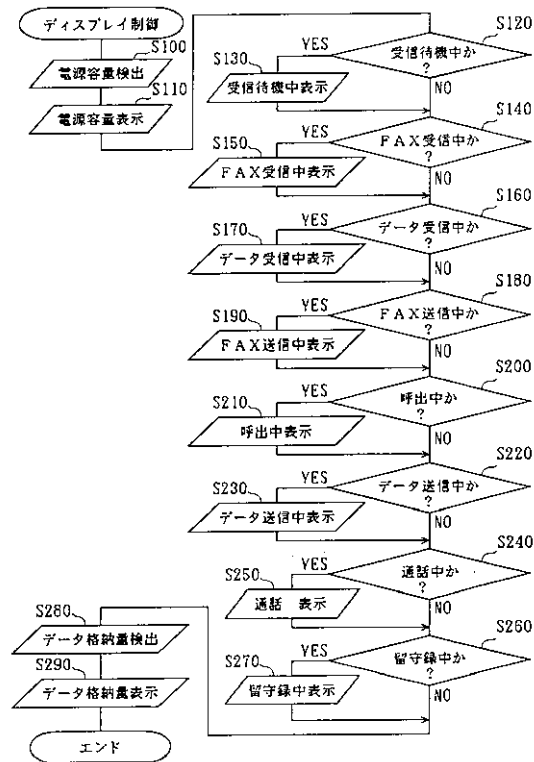 ディスプレイ制御
S100
電源容量検出
S110
電源容量表示
S120
受信待機中か
?
YES
NO
S130
受信待機中表示
S140
FAX受信中か
?
YES
NO
S150
FAX受信中表示
S160
データ受信中か
?
YES
NO
S170
データ受信中表示
S180
FAX送信中か
?
YES
NO
S190
FAX送信中表示
S200
呼出中か
?
YES
NO
S210
呼出中表示
S220
データ送信中か
?
YES
NO
S230
データ送信中表示
S240
通話中か
?
YES
NO
S250
通話 表示
S260
留守録中か
?
YES
NO
S270
留守録中表示
S280
データ格納量検出
S290
データ格納量表示
エンド